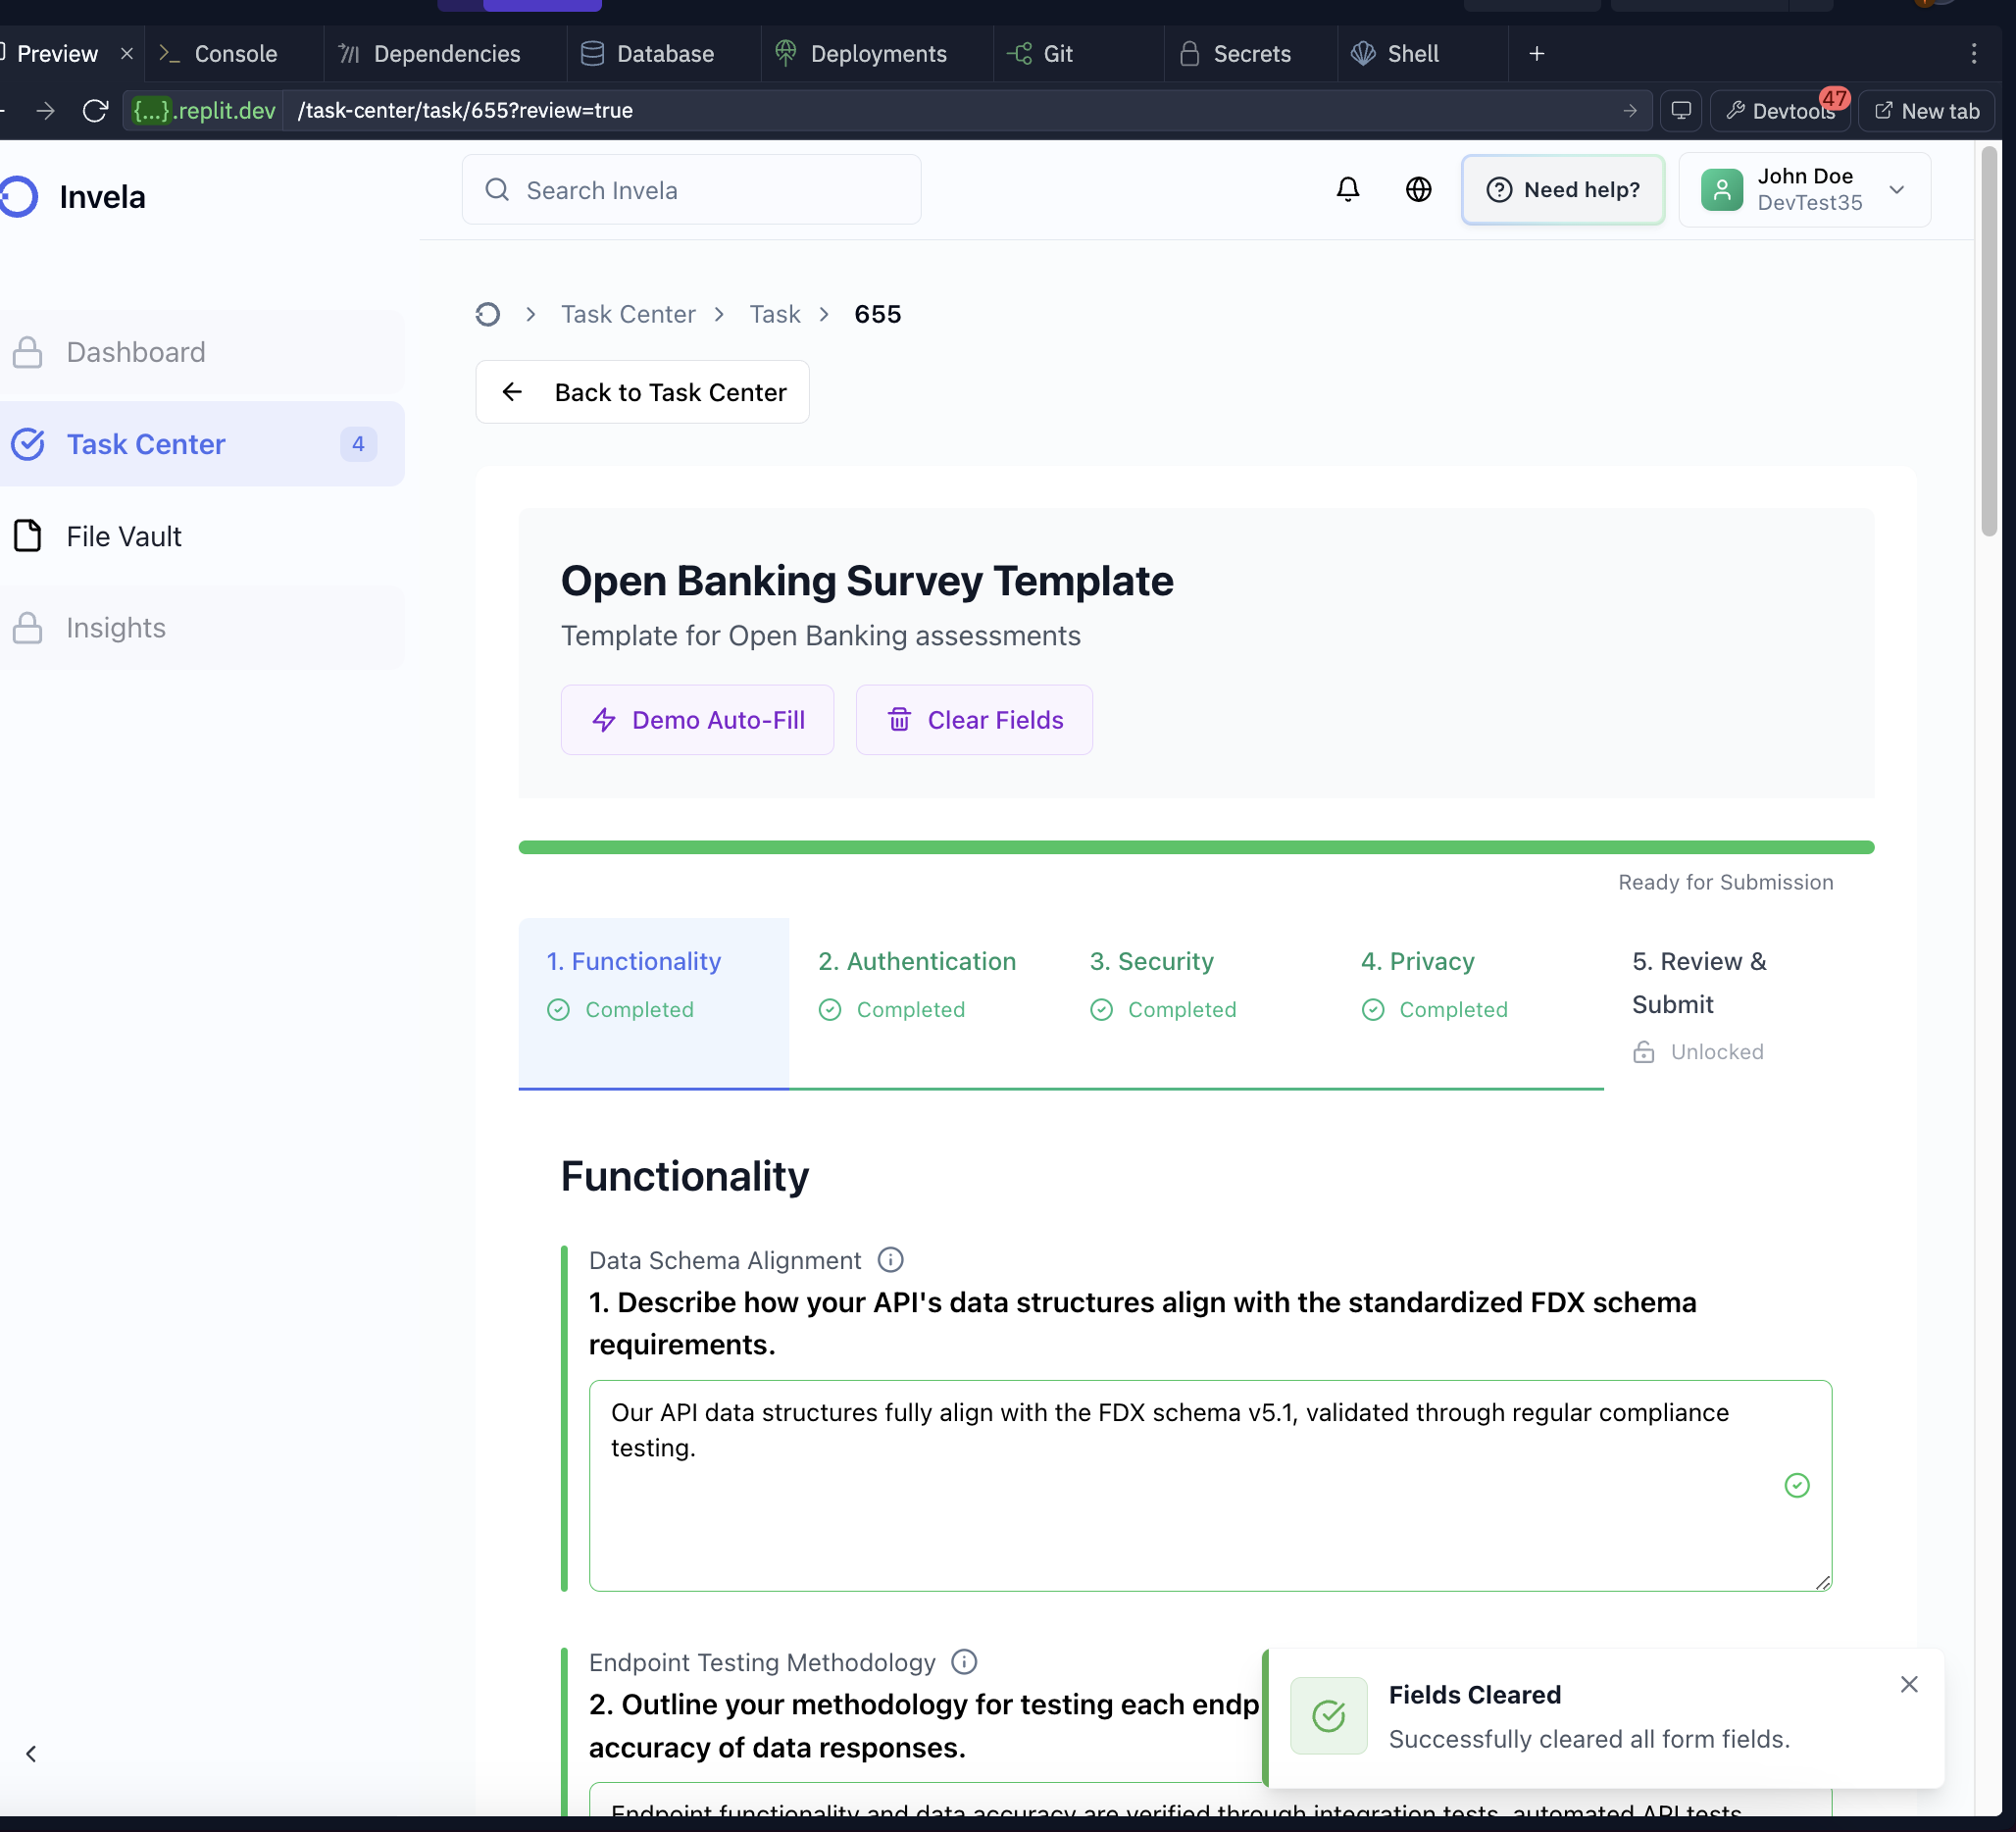 Preview
Console
Dependencies
Database
Deployments
Git
Secrets
Shell
{...}.replit.dev
/task-center/task/655?review=true
Devtools
47
New tab
Invela
Search Invela
Need help?
John Doe
DevTest35
Dashboard
Task Center
4
File Vault
Insights
Task Center
Task
655
Back to Task Center
Open Banking Survey Template
Template for Open Banking assessments
Demo Auto-Fill
Clear Fields
Ready for Submission
1. Functionality
Completed
2. Authentication
Completed
3. Security
Completed
4. Privacy
Completed
5. Review &
Submit
Unlocked
Functionality
Data Schema Alignment
1. Describe how your API's data structures align with the standardized FDX schema
requirements.
Our API data structures fully align with the FDX schema v5.1, validated through regular compliance
testing.
Endpoint Testing Methodology
2. Outline your methodology for testing each endp
accuracy of data responses.
Endpoint functionality and data accuracy are verified through integration tests, automated API tests
Fields Cleared
Successfully cleared all form fields.